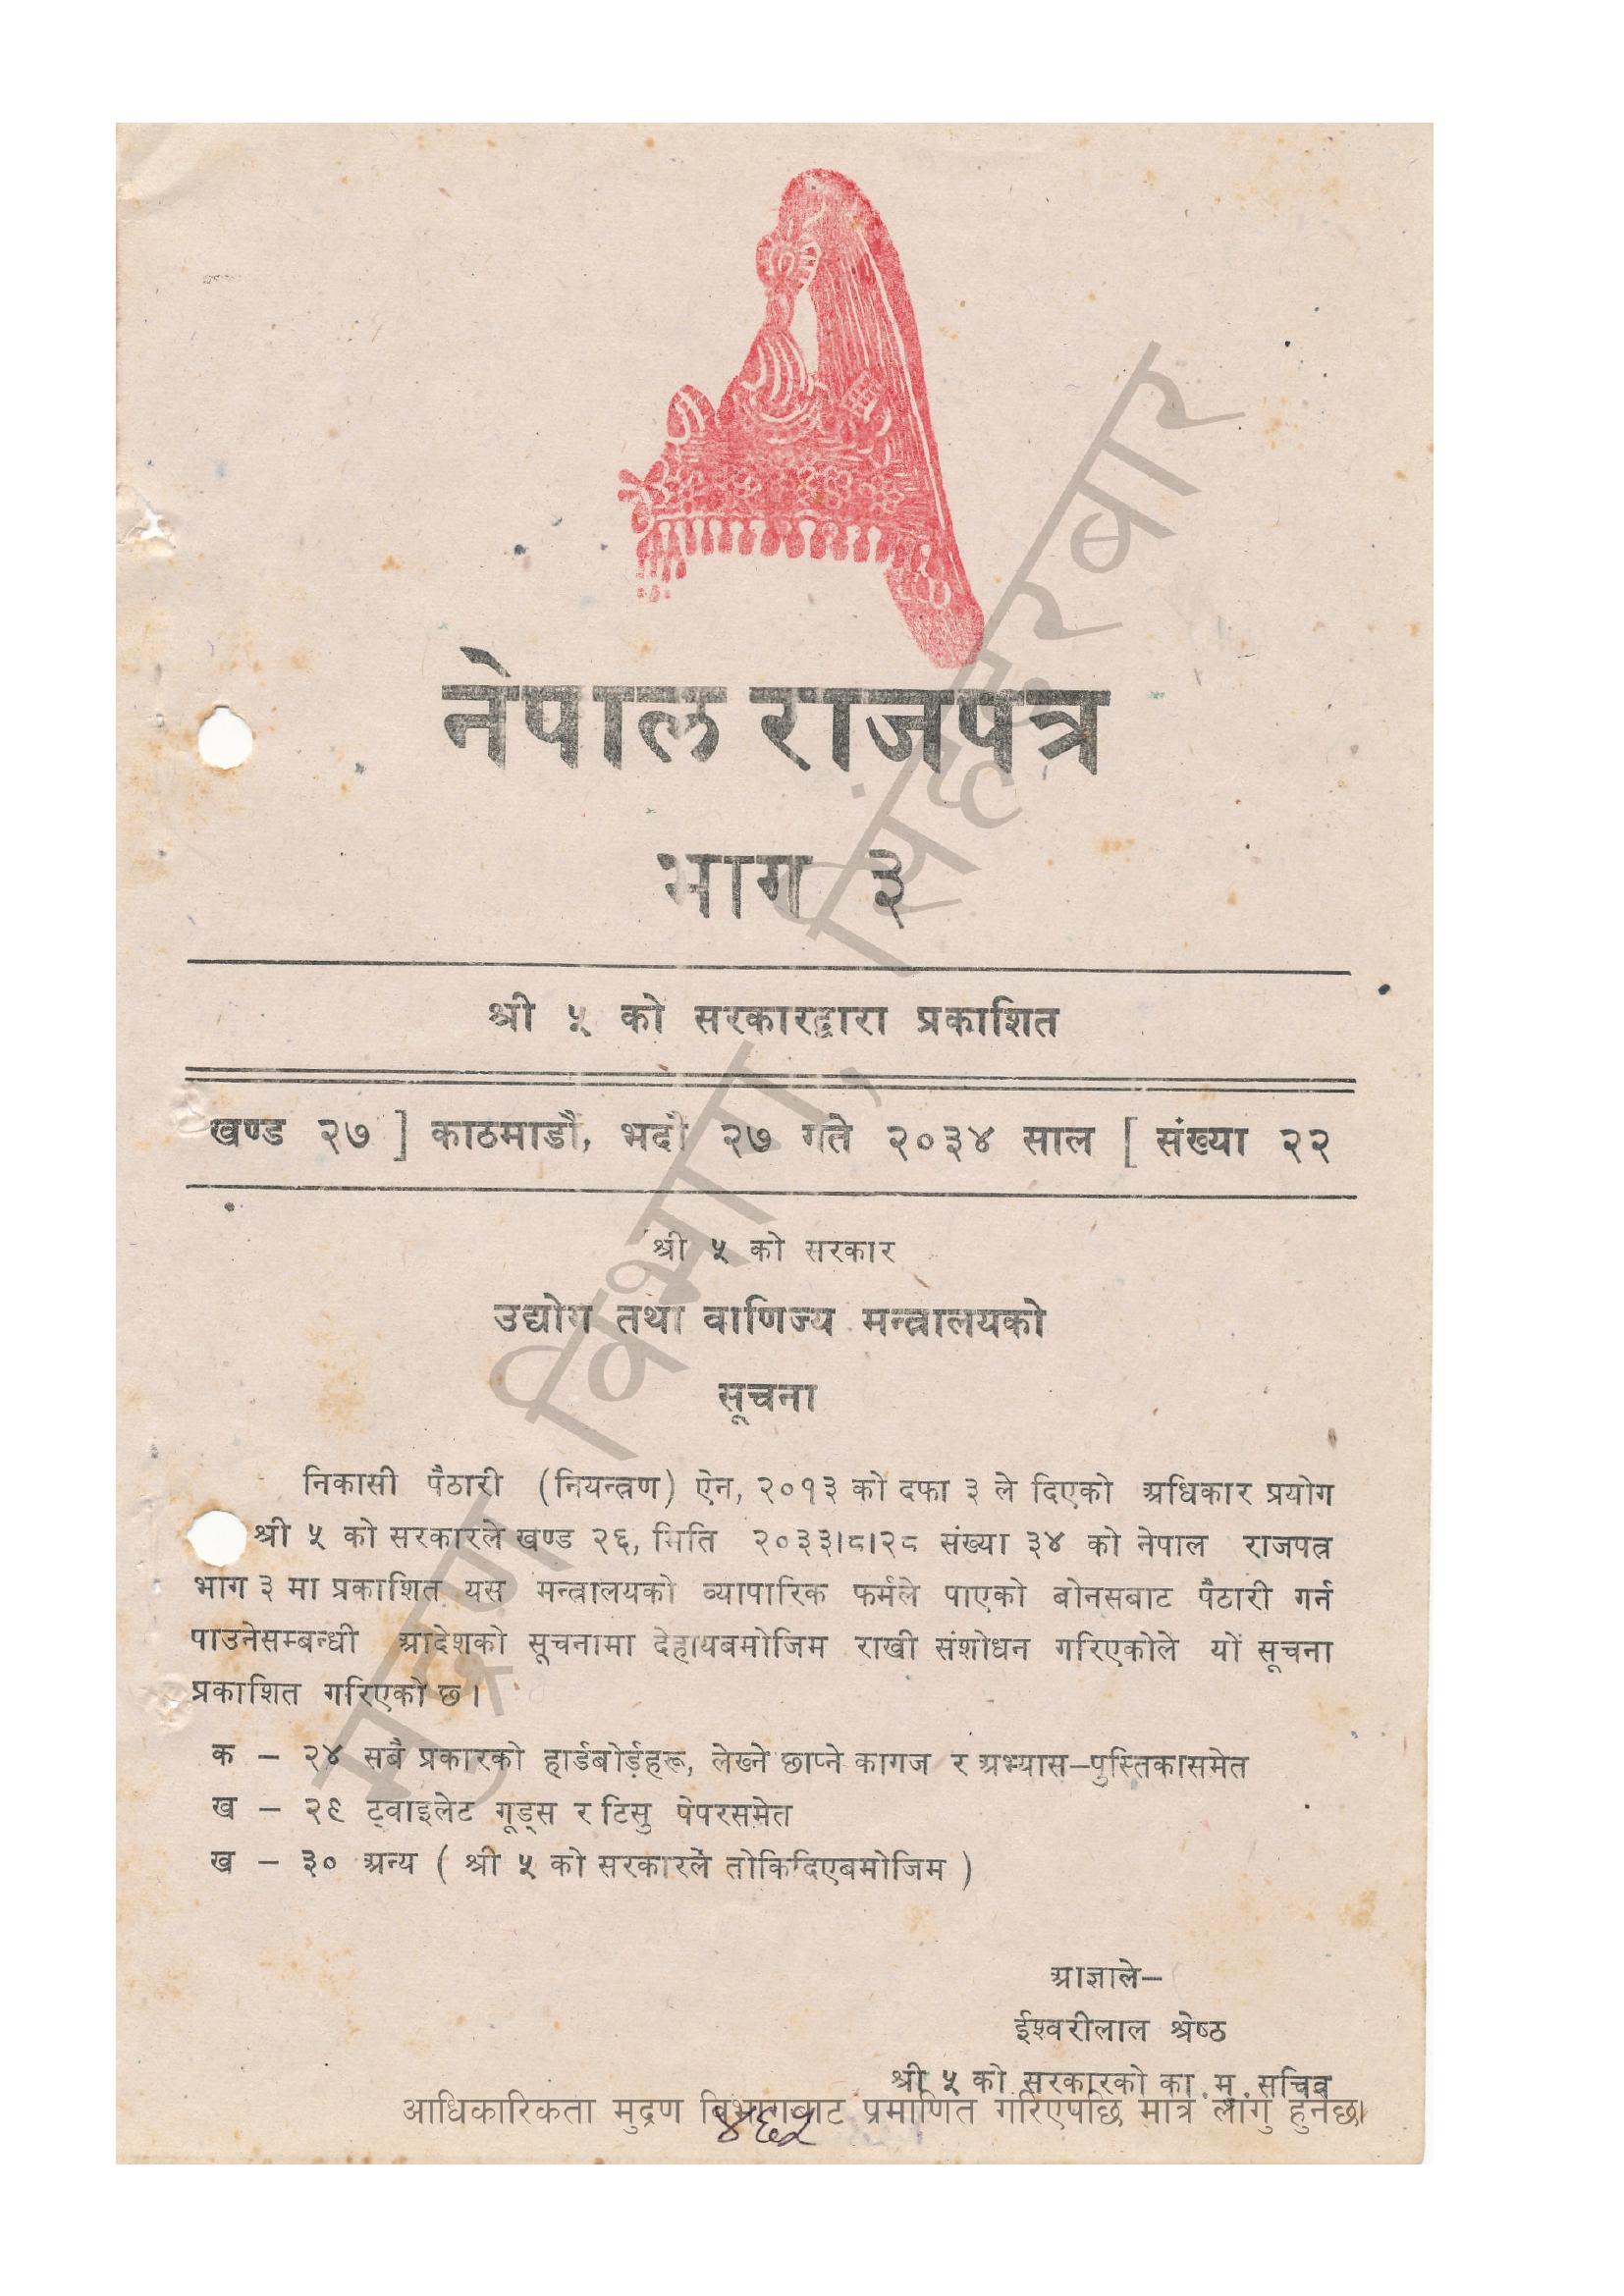 नेपाल राजपत्र
भाग ३
श्री ५ को सरकारद्वारा प्रकाशित
खण्ड २७ ] काठमाडौं, भदौ २७ गते २०३४ साल [ संख्या २२
श्री ५ को सरकार
उद्योग तथा वाणिज्य मन्त्रालयको
सूचना
निकासी पैठारी (नियन्त्रण) ऐन, २०१३ को दफा ३ ले दिएको अधिकार प्रयोग
श्री ५ को सरकारले खण्ड २६, मिति २०३३।८।२८ संख्या ३४ को नेपाल राजपत्र
भाग ३ मा प्रकाशित यस मन्त्रालयको व्यापारिक फर्मले पाएको बोनसबाट पैठारी गर्न
पाउनेसम्बन्धी आदेशको सूचनामा देहायबमोजिम राखी संशोधन गरिएकोले यो सूचना
प्रकाशित गरिएको छ।
क – २४ सबै प्रकारको हार्डबोर्डहरू, लेख्ने छाप्ने कागज र अभ्यास–पुस्तिकासमेत
ख – २९ ट्वाइलेट गूड्स र टिसु पेपरसमेत
ख – ३० अन्य ( श्री ५ को सरकारले तोकिदिएबमोजिम )
आज्ञाले–
ईश्वरीलाल श्रेष्ठ
श्री ५ को सरकारको का.मु.सचिव
आधिकारिकता मुद्रण विभागबाट प्रमाणित गरिएपछि मात्र लागु हुनेछ।
४६५
मुद्रण विभाग, सिंहदरबार